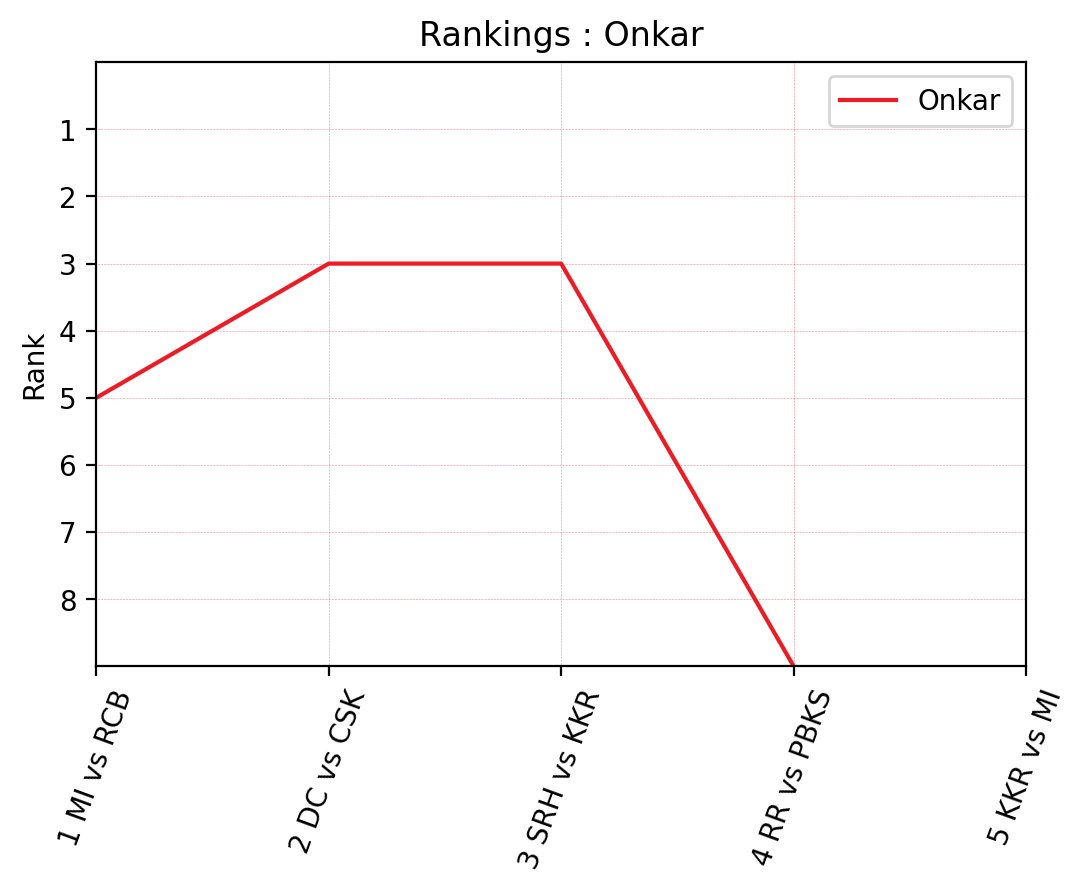 Rankings : Onkar
Onkar
Rank
1
2
3
4
5
6
7
8
1 MI vs RCB
2 DC vs CSK
3 SRH vs KKR
4 RR vs PBKS
5 KKR vs MI